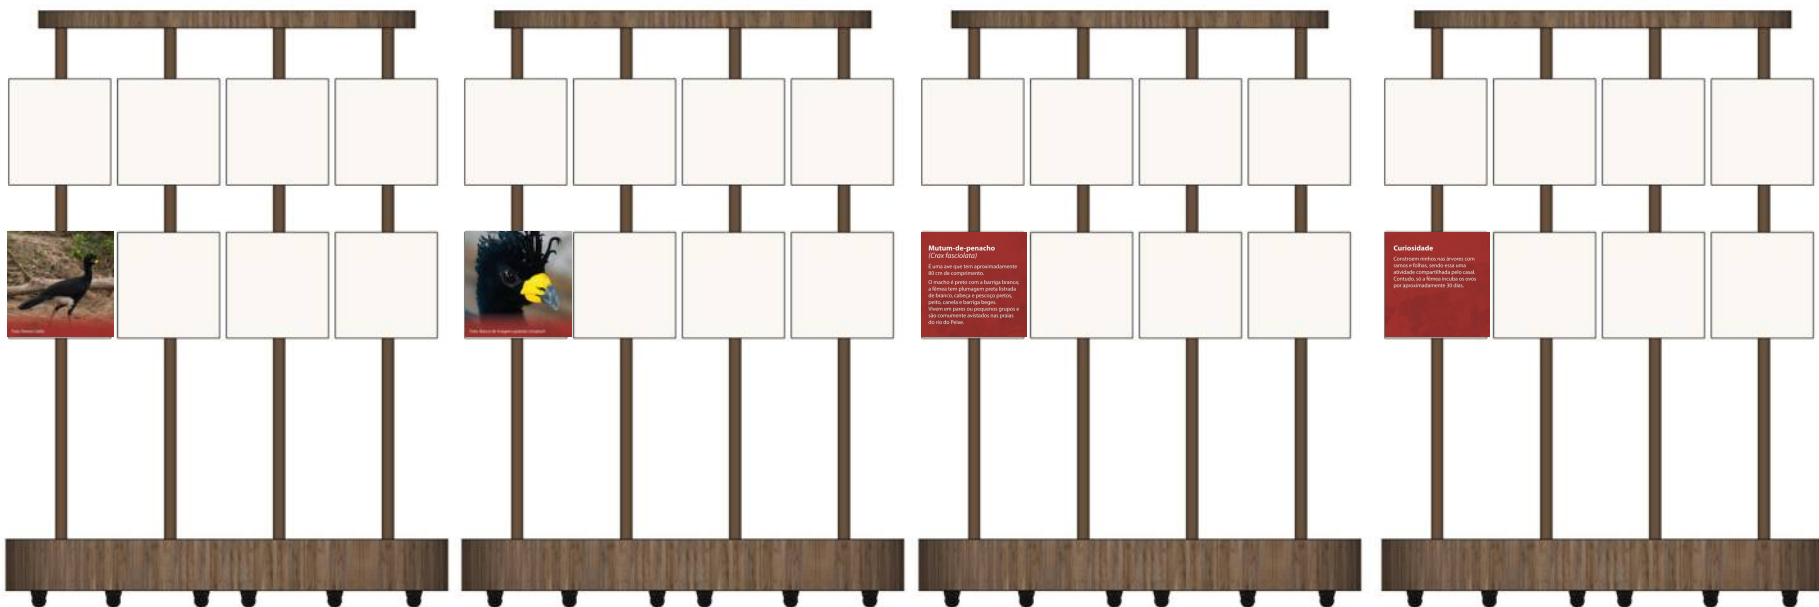 Mutum-de-penacho
(Crax fasciolata)
É uma ave que tem aproximadamente
80 cm de comprimento.
O macho é preto com a barriga branca,
a fêmea tem plumagem preta listrada
de branco, cabeça e pescoço pretos,
peito, canela e barriga beges.
Vivem em pares ou pequenos grupos e
são comumente avistados nas praias
do rio do Peixe.
Curiosidade
Constroem ninhos nas árvores com
ramos e folhas, sendo essa uma
atividade compartilhada pelo casal.
Contudo, só a fêmea incuba os ovos
por aproximadamente 30 dias.